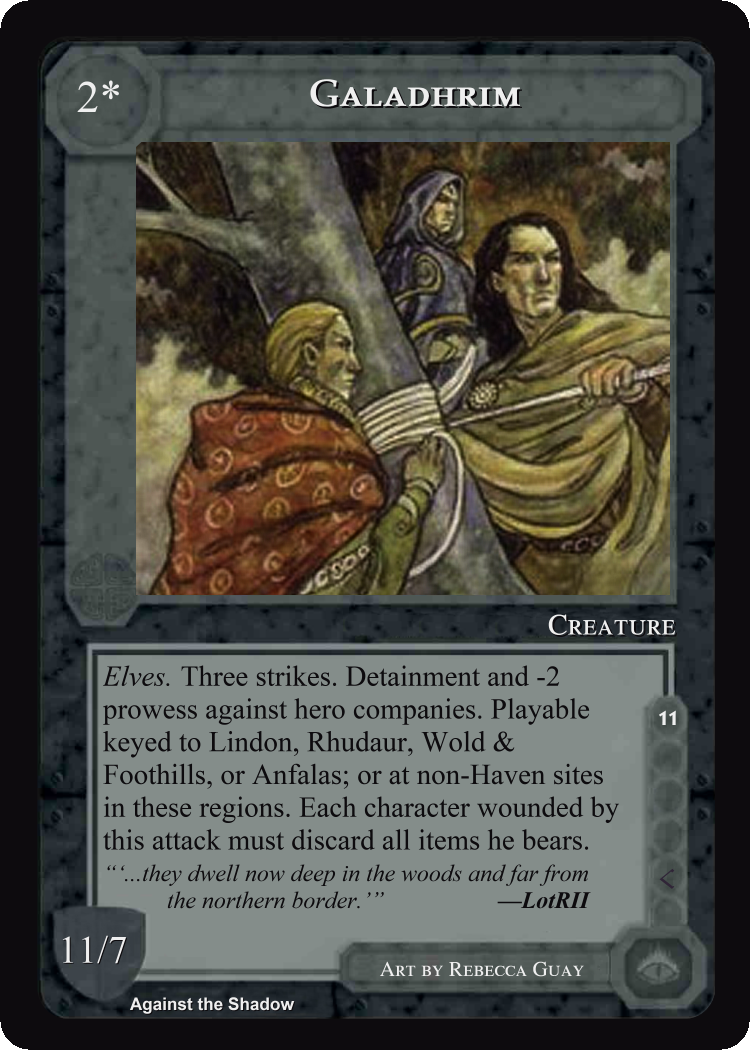 2*
GALADHRIM
CREATURE
Elves. Three strikes. Detainment and -2
prowess against hero companies. Playable
keyed to Lindon, Rhudaur, Wold &
Foothills, or Anfalas; or at non-Haven sites
in these regions. Each character wounded by
this attack must discard all items he bears.
11
“‘...they dwell now deep in the woods and far from
the northern border.’” —LotRII
11/7
ART BY REBECCA GUAY
Against the Shadow